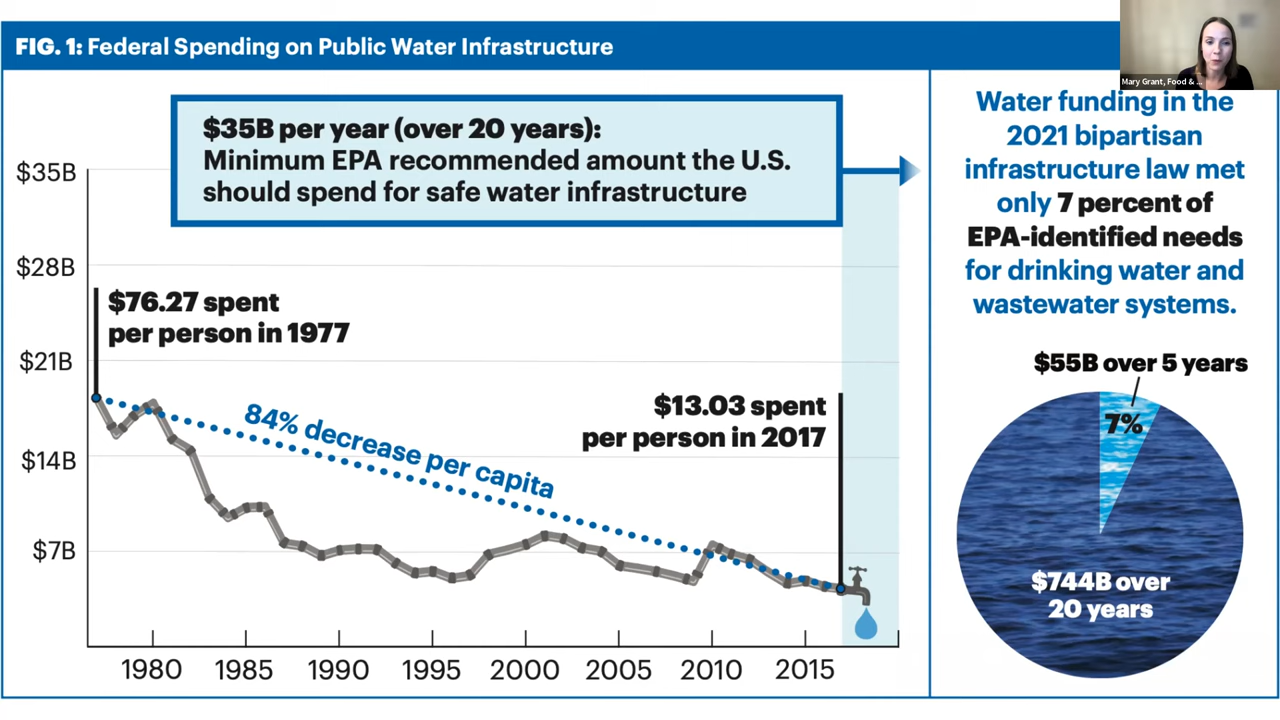 FIG. 1: Federal Spending on Public Water Infrastructure
Mary Grant, Food & ...
$35B per year (over 20 years):
Minimum EPA recommended amount the U.S.
should spend for safe water infrastructure
$35B
$28B
$21B
$14B
$7B
$76.27 spent
per person in 1977
84% decrease per capita
$13.03 spent
per person in 2017
1980
1985
1990
1995
2000
2005
2010
2015
Water funding in the
2021 bipartisan
infrastructure law met
only 7 percent of
EPA-identified needs
for drinking water and
wastewater systems.
$55B over 5 years
7%
$744B over
20 years